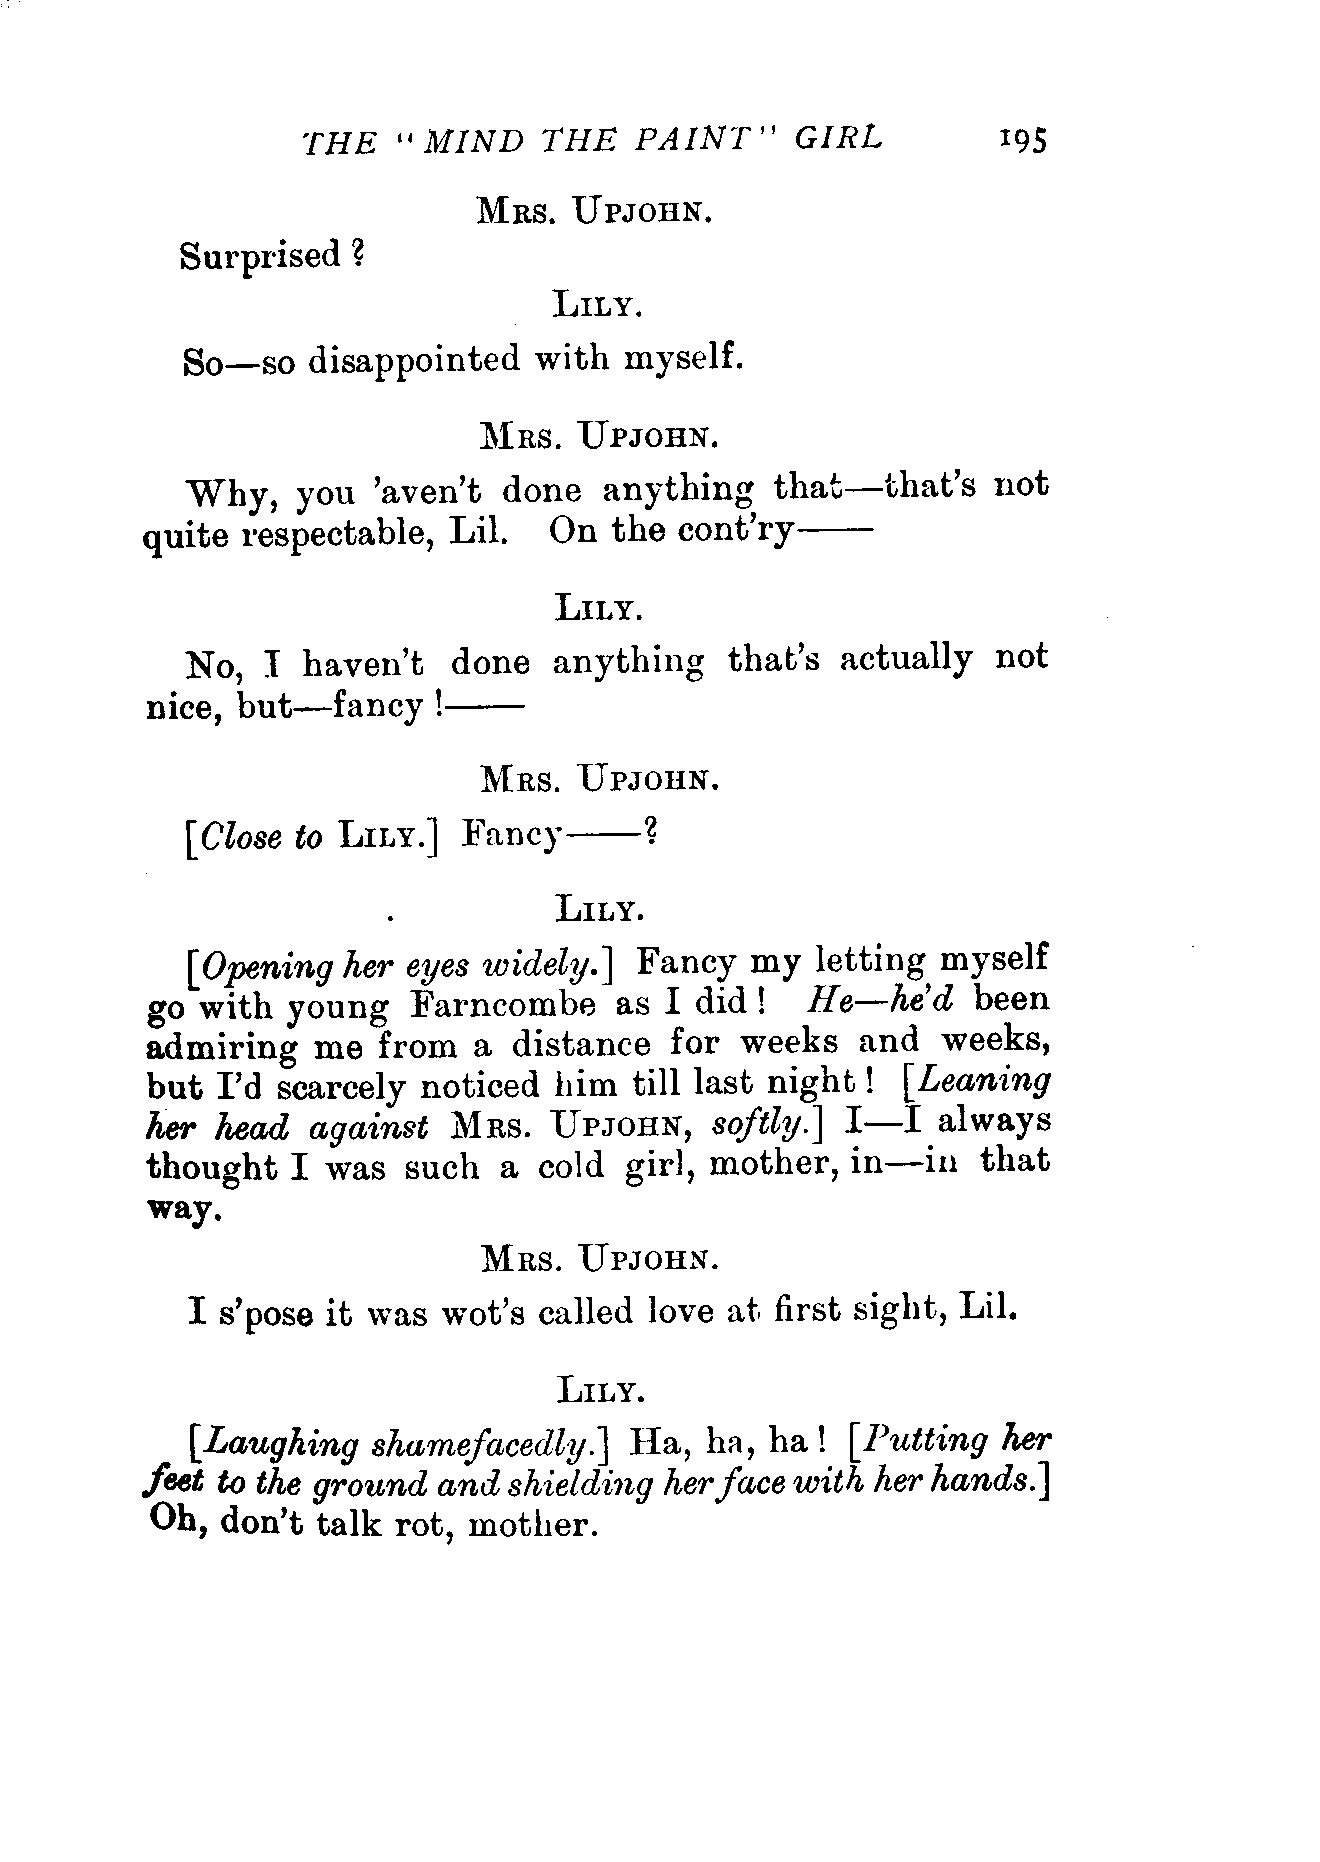 THE "MIND THE PAINT" GIRL 195
MRS. UPJOHN.
Surprised?
LILY.
So—so disappointed with myself.
MRS. UPJOHN.
Why, you 'aven't done anything that—that's not
quite respectable, Lil. On the cont'ry——
LILY.
No, I haven't done anything that's actually not
nice, but—fancy!——
MRS. UPJOHN.
[Close to LILY.] Fancy——?
LILY.
[Opening her eyes widely.] Fancy my letting myself
go with young Farncombe as I did! He—he'd been
admiring me from a distance for weeks and weeks,
but I'd scarcely noticed him till last night! [Leaning
her head against MRS. UPJOHN, softly.] I—I always
thought I was such a cold girl, mother, in—in that
way.
MRS. UPJOHN.
I s'pose it was wot's called love at first sight, Lil.
LILY.
[Laughing shamefacedly.] Ha, ha, ha! [Putting her
feet to the ground and shielding her face with her hands.]
Oh, don't talk rot, mother.